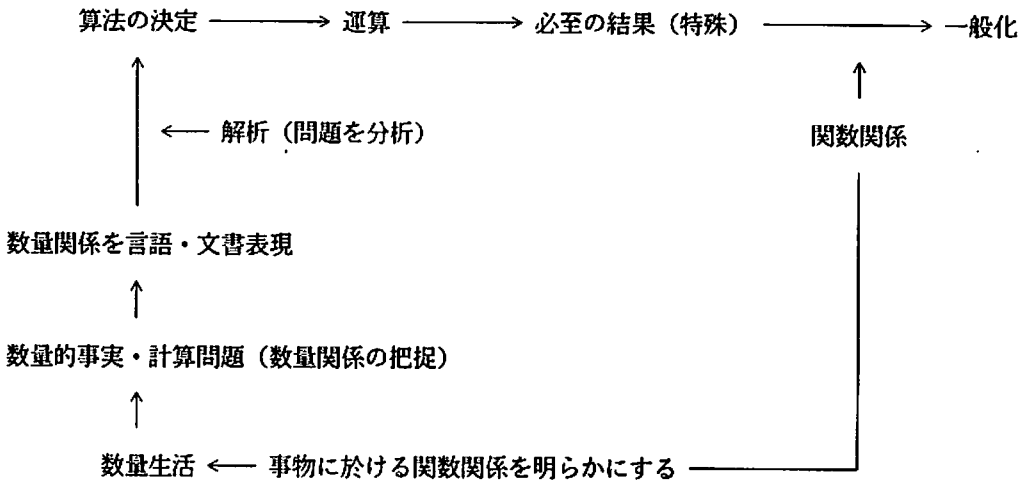 算法の決定 → 運算 → 必至の結果(特殊) → 一般化
解析(問題を分析)
関数関係
数量関係を言語・文書表現
数量的事実・計算問題(数量関係の把捉)
数量生活 ← 事物に於ける関数関係を明らかにする